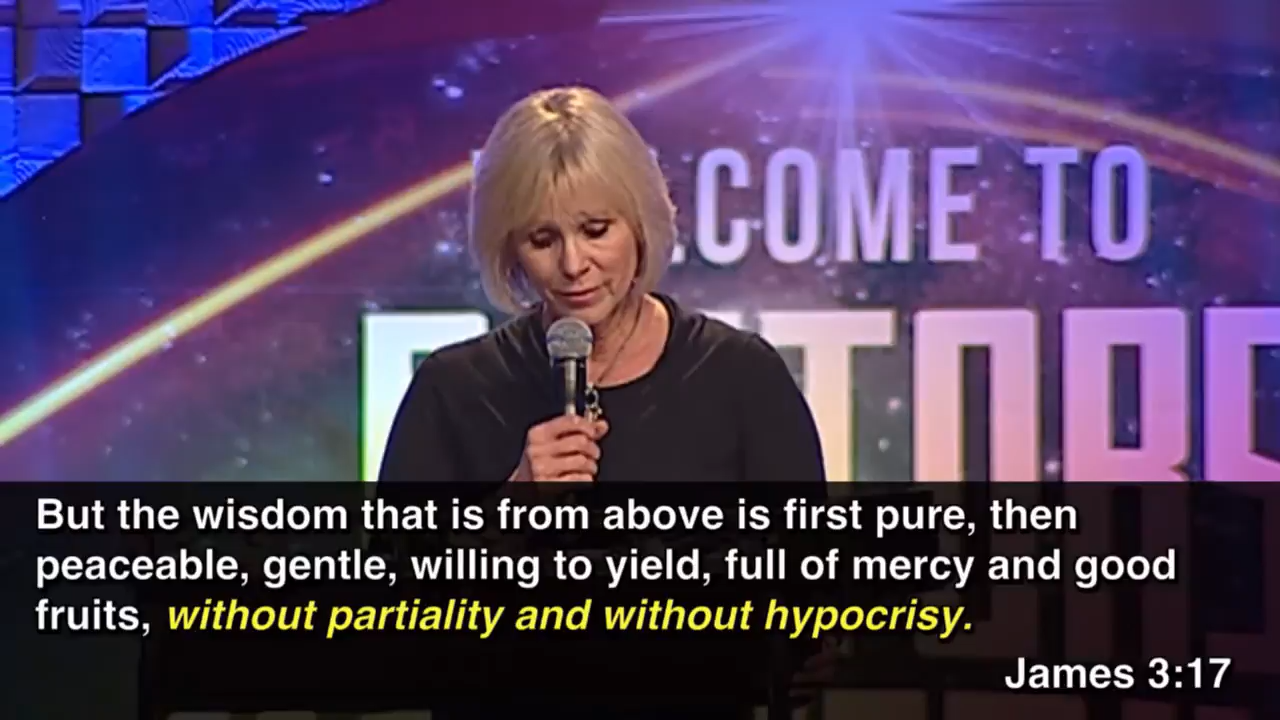 COME TO
But the wisdom that is from above is first pure, then
peaceable, gentle, willing to yield, full of mercy and good
fruits, without partiality and without hypocrisy.
James 3:17